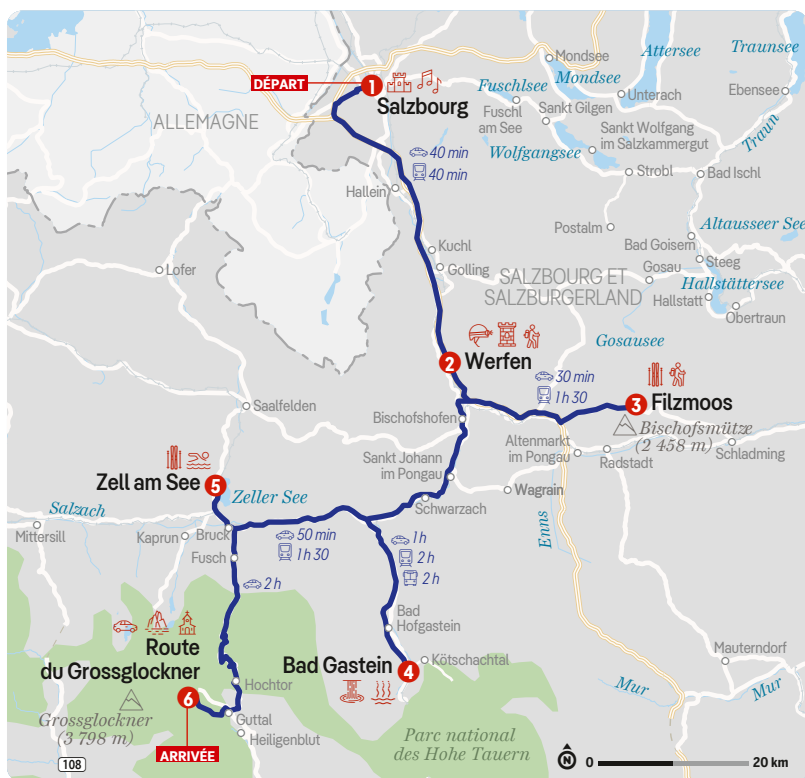 Mondsee
Attersee
Traunsee
DÉPART
1
Salzbourg
Fuschlsee
Mondsee
Unterach
Ebensee
Fuschl
am See
Sankt Gilgen
Traun
ALLEMAGNE
Sankt Wolfgang
im Salzkammergut
Wolfgangsee
40 min
40 min
Strobl
Bad Ischl
Hallein
Postalm
Altausseer See
Kuchl
Bad Goisern
Golling
Steeg
Gosau
SALZBOURG ET
SALZBURGERLAND
Lofer
Hallstättersee
Hallstatt
Obertraun
Gosausee
2
Werfen
30 min
1 h 30
3
Filzmoos
Saalfelden
Bischofshofen
Bischofsmütze
(2 458 m)
Altenmarkt
im Pongau
Radstadt
Schladming
Sankt Johann
im Pongau
Zell am See
5
Zeller See
Wagrain
Schwarzach
Salzach
Mittersill
Kaprun
Bruck
50 min
1 h 30
1 h
2 h
2 h
Enns
Fusch
2 h
Bad
Hofgastein
Route
du Grossglockner
Bad Gastein
4
Kötschachtal
Mauterndorf
Hochtor
6
Mur
Mur
Grossglockner
(3 798 m)
Guttal
Heiligenblut
Parc national
des Hohe Tauern
ARRIVÉE
108
N
0
20 km